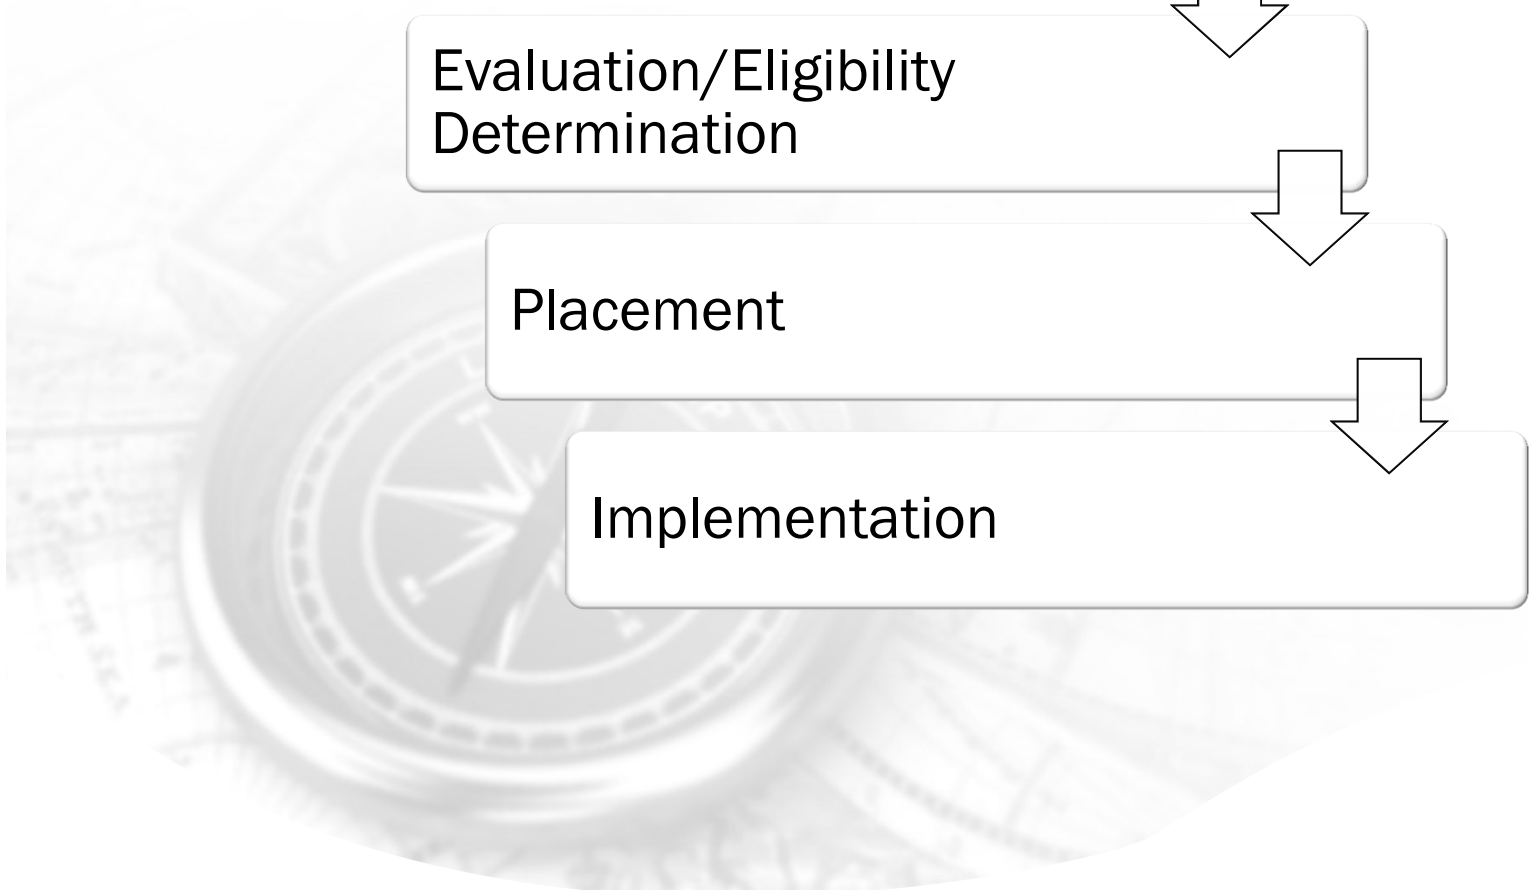 Evaluation/Eligibility
Determination
Placement
Implementation